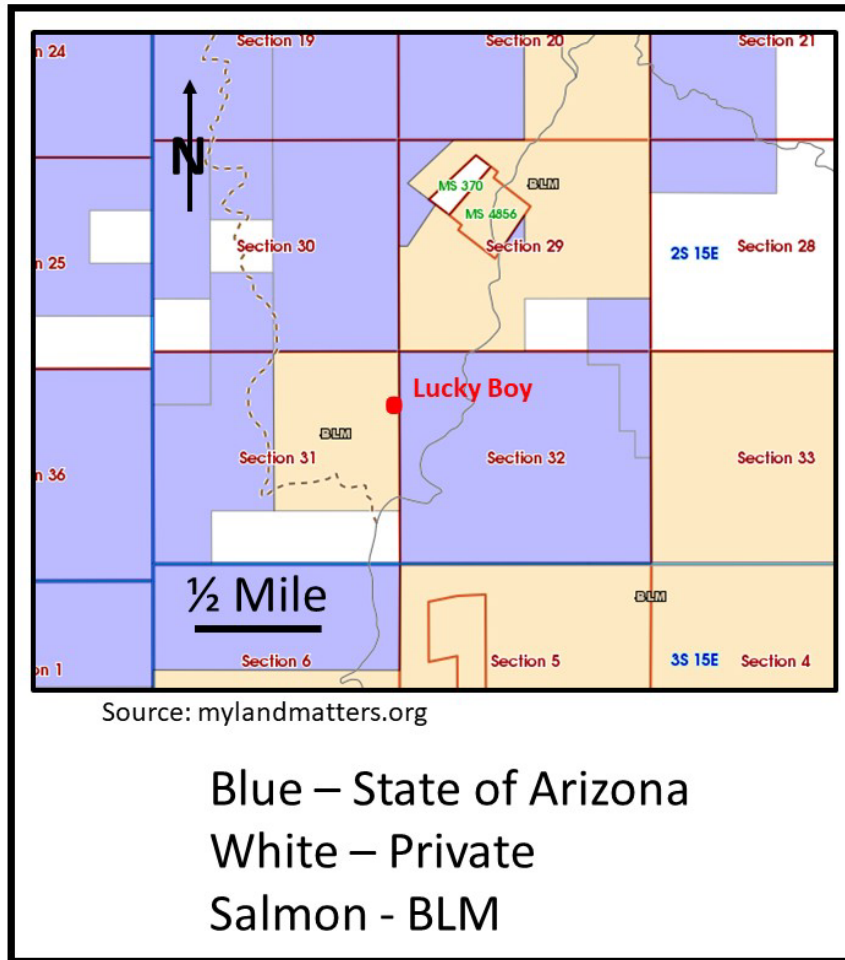 n 24
Section 19
Section 20
Section 21
N
MS 370
BLM
MS 4856
n 25
Section 30
Section 29
2S 15E
Section 28
Lucky Boy
BLM
n 36
Section 31
Section 32
Section 33
½ Mile
BLM
on 1
Section 6
Section 5
3S 15E
Section 4
Source: mylandmatters.org
Blue – State of Arizona
White – Private
Salmon - BLM